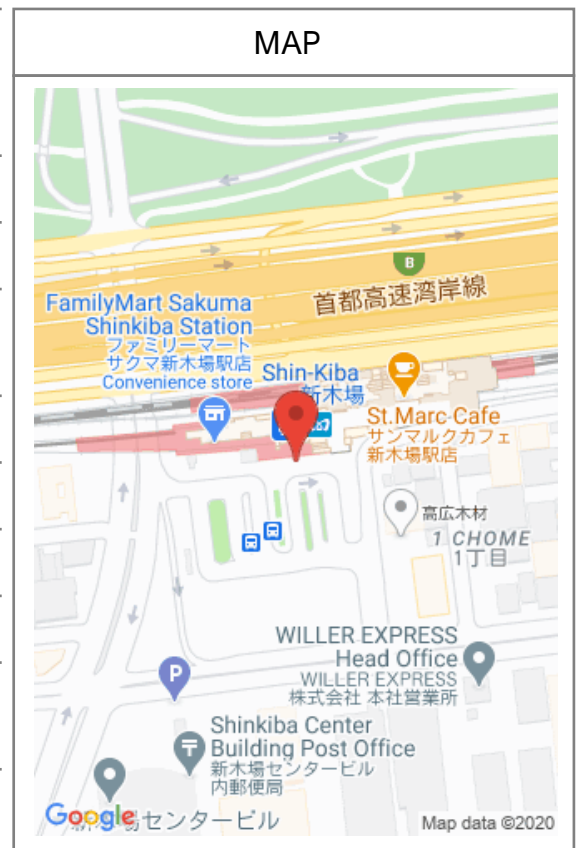 MAP
B
首都高速湾岸線
FamilyMart Sakuma
Shinkiba Station
ファミリーマート
サクマ新木場駅店
Convenience store
Shin-Kiba
新木場
St.Marc Cafe
サンマルクカフェ
新木場駅店
高広木材
1 CHOME
1丁目
WILLER EXPRESS
Head Office
WILLER EXPRESS
株式会社 本社営業所
P
Shinkiba Center
Building Post Office
新木場センタービル
内郵便局
Google
場センタービル
Map data ©2020